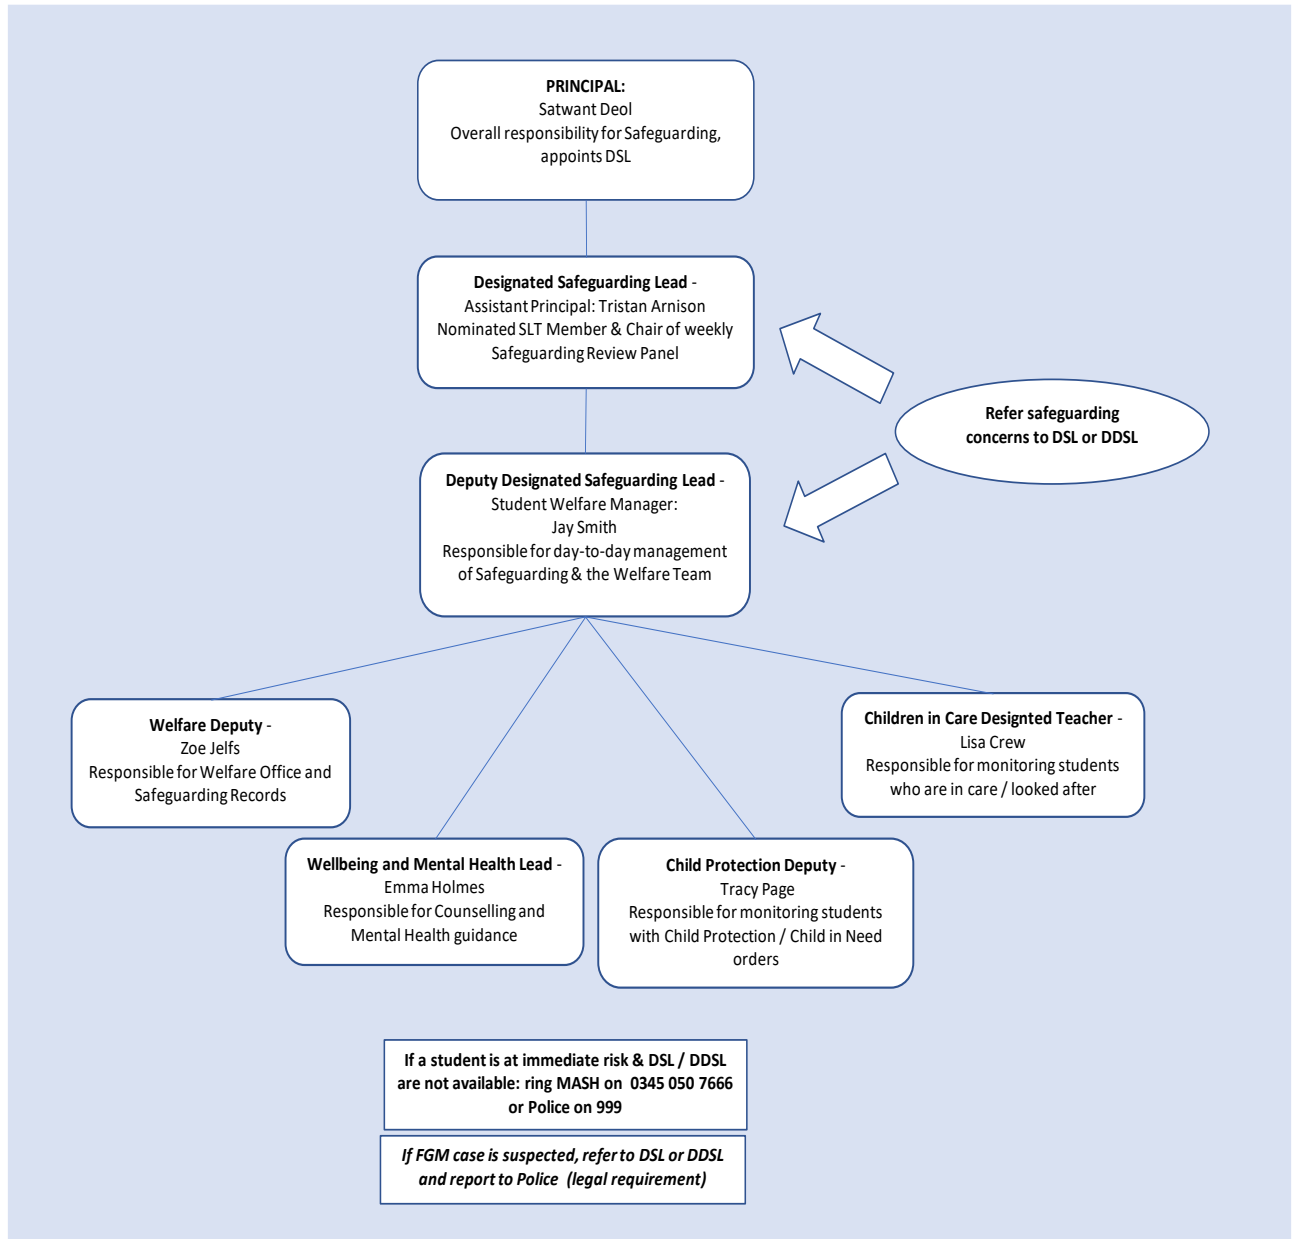 PRINCIPAL:
Satwant Deol
Overall responsibility for Safeguarding,
appoints DSL
Designated Safeguarding Lead -
Assistant Principal: Tristan Arnison
Nominated SLT Member & Chair of weekly
Safeguarding Review Panel
Refer safeguarding
concerns to DSL or DDSL
Deputy Designated Safeguarding Lead -
Student Welfare Manager:
Jay Smith
Responsible for day-to-day management
of Safeguarding & the Welfare Team
Welfare Deputy -
Zoe Jelfs
Responsible for Welfare Office and
Safeguarding Records
Children in Care Designted Teacher -
Lisa Crew
Responsible for monitoring students
who are in care / looked after
Wellbeing and Mental Health Lead -
Emma Holmes
Responsible for Counselling and
Mental Health guidance
Child Protection Deputy -
Tracy Page
Responsible for monitoring students
with Child Protection / Child in Need
orders
If a student is at immediate risk & DSL / DDSL
are not available: ring MASH on 0345 050 7666
or Police on 999
If FGM case is suspected, refer to DSL or DDSL
and report to Police (legal requirement)